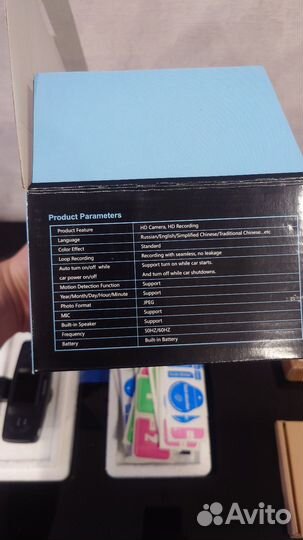 Product Parameters
Product Feature HD Camera, HD Recording
Language Russian/English/Simplified Chinese/Traditional Chinese..etc
Color Effect Standard
Loop Recording Recording with seamless, no leakage
Auto turn on/off while Support turn on while car starts.
car power on/off And turn off while car shutdowns.
Motion Detection Function Support
Year/Month/Day/Hour/Minute Support
Photo Format JPEG
MIC Support
Built-in Speaker Support
Frequency 50HZ/60HZ
Battery Built-in Battery
Avito